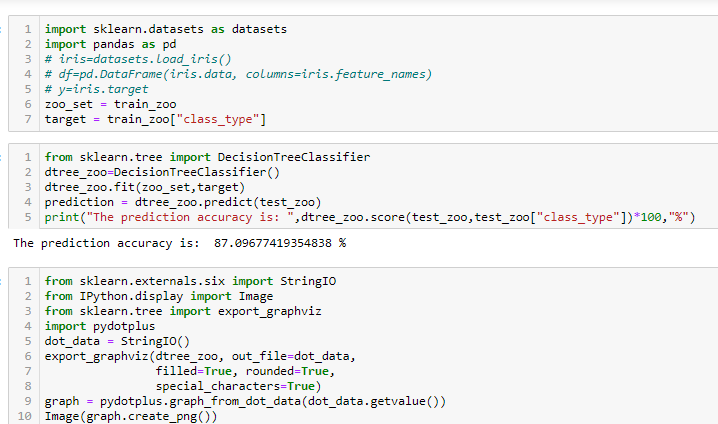 1 import sklearn.datasets as datasets
2 import pandas as pd
3 # iris=datasets.load_iris()
4 # df=pd.DataFrame(iris.data, columns=iris.feature_names)
5 # y=iris.target
6 zoo_set = train_zoo
7 target = train_zoo["class_type"]
1 from sklearn.tree import DecisionTreeClassifier
2 dtree_zoo=DecisionTreeClassifier()
3 dtree_zoo.fit(zoo_set,target)
4 prediction = dtree_zoo.predict(test_zoo)
5 print("The prediction accuracy is: ",dtree_zoo.score(test_zoo,test_zoo["class_type"])*100,"%")
The prediction accuracy is:  87.09677419354838 %
1 from sklearn.externals.six import StringIO
2 from IPython.display import Image
3 from sklearn.tree import export_graphviz
4 import pydotplus
5 dot_data = StringIO()
6 export_graphviz(dtree_zoo, out_file=dot_data,
7                 filled=True, rounded=True,
8                 special_characters=True)
9 graph = pydotplus.graph_from_dot_data(dot_data.getvalue())
10 Image(graph.create_png())